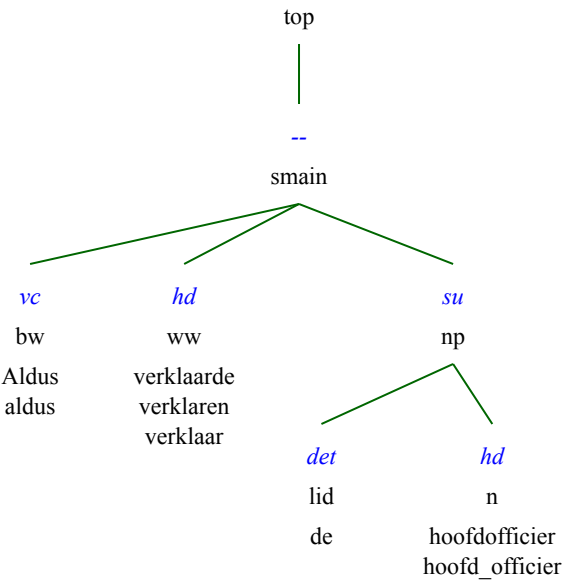 top
--
smain
vc hd su
bw ww np
Aldus verklaarde
aldus verklaren
verklaar
det hd
lid n
de hoofdofficier
hoofd_officier